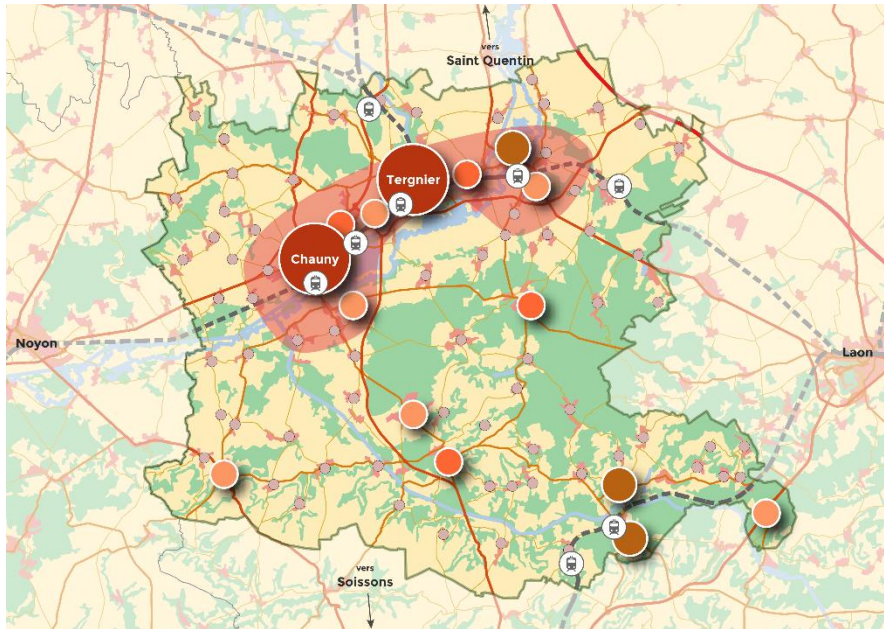 vers
Saint Quentin
Tergnier
Chauny
Noyon
Laon
vers
Soissons